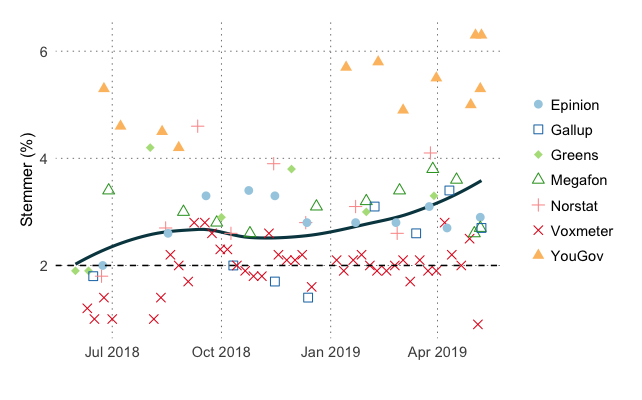 Stemmer (%)
6
4
2
Jul 2018
Oct 2018
Jan 2019
Apr 2019
Epinion
Gallup
Greens
Megafon
Norstat
Voxmeter
YouGov